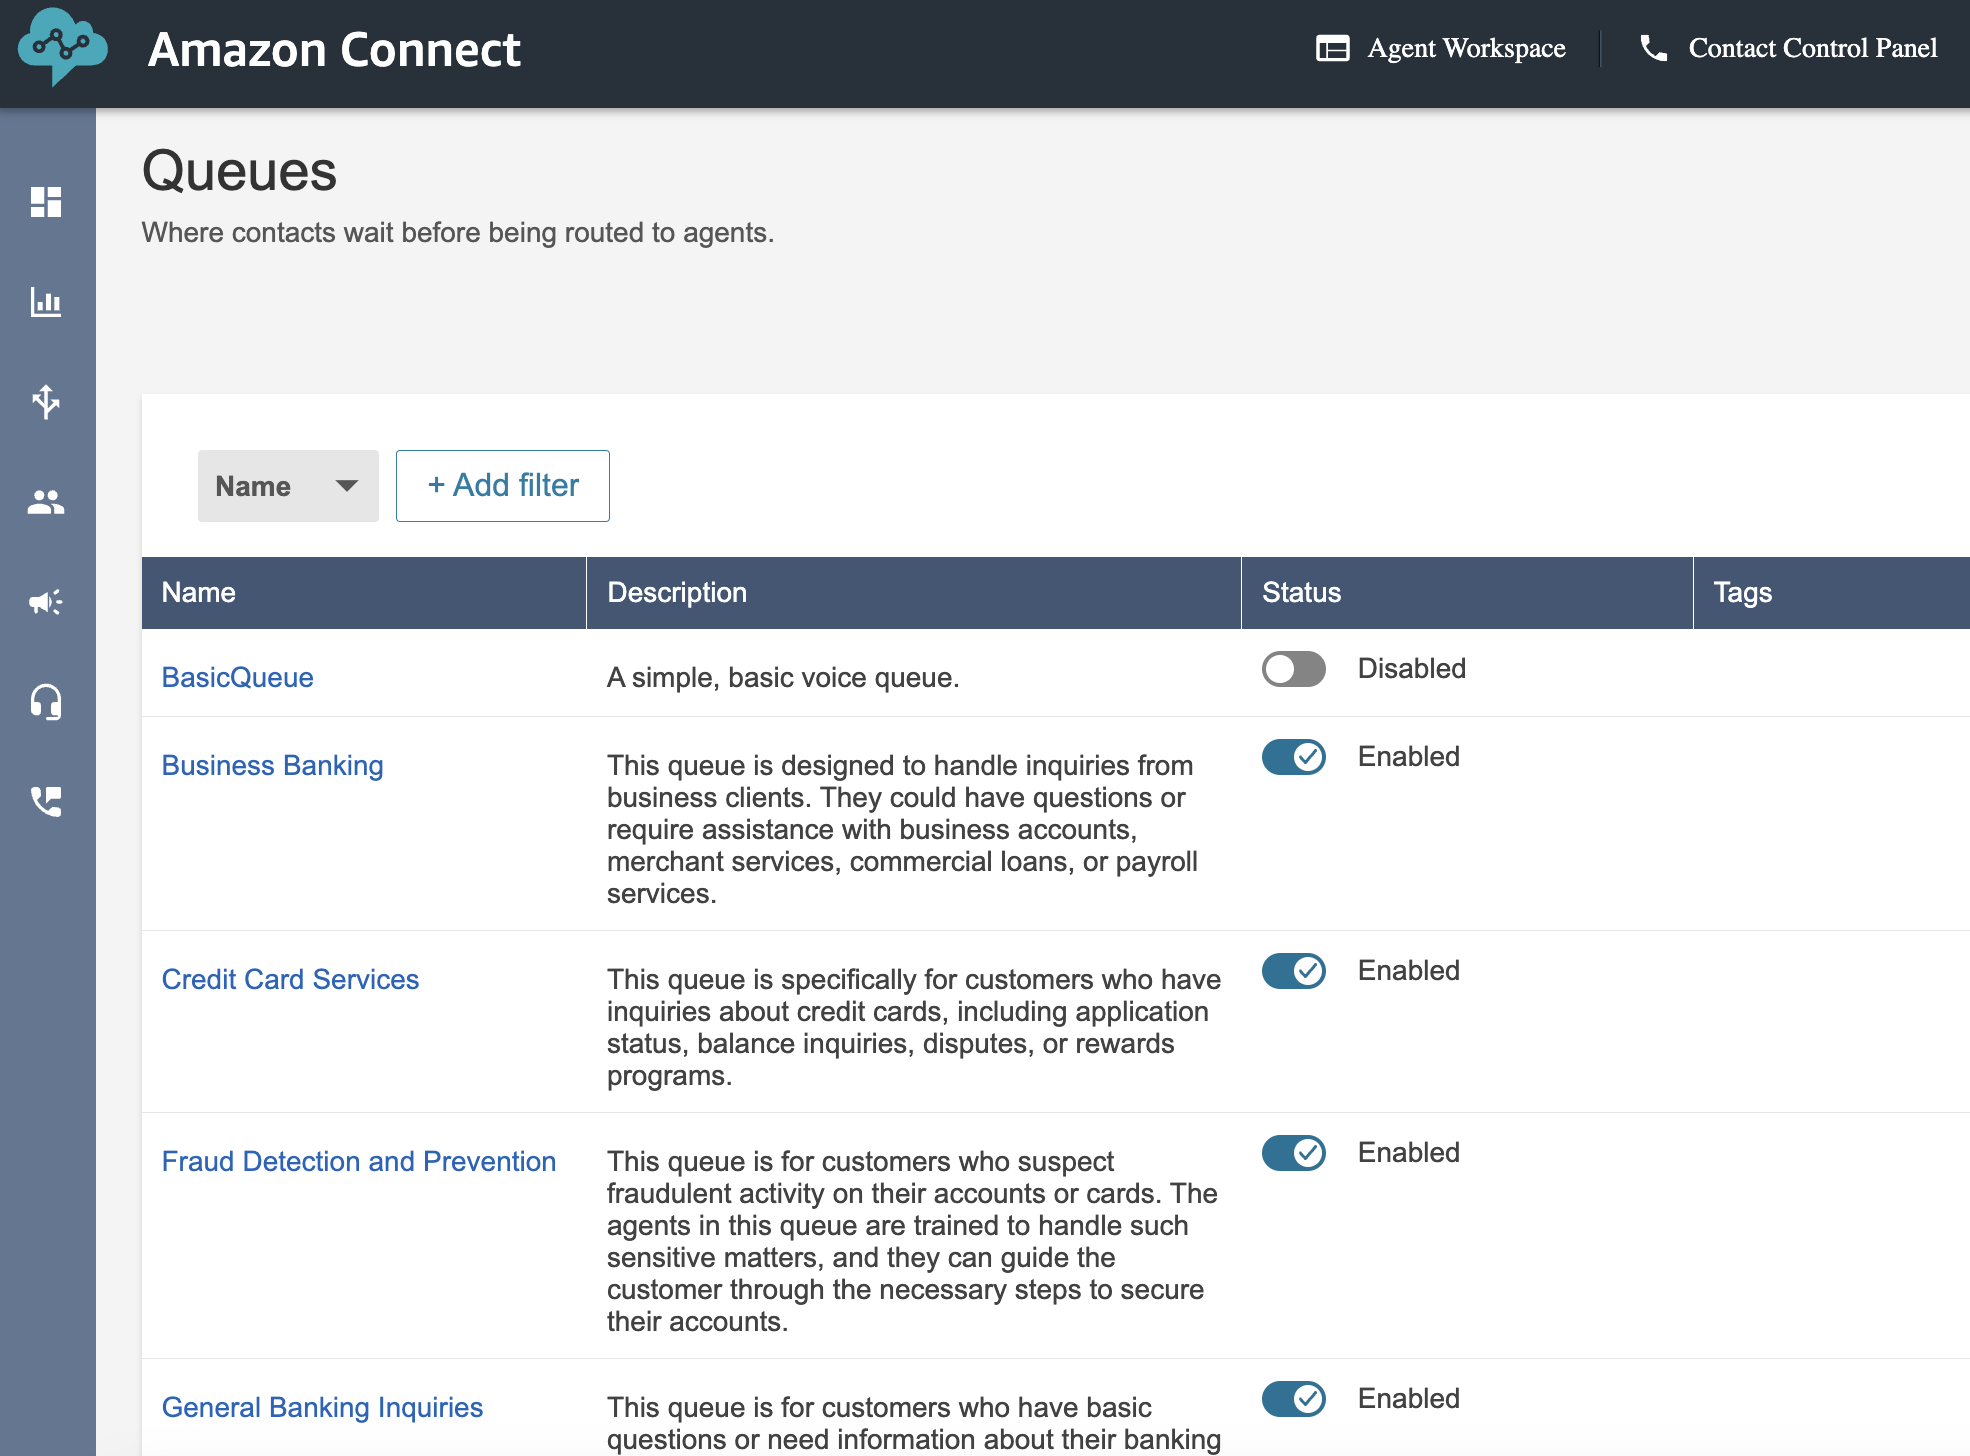 Amazon Connect
Agent Workspace
Contact Control Panel
Queues
Where contacts wait before being routed to agents.
Name
+ Add filter
Name
Description
Status
Tags
BasicQueue
A simple, basic voice queue.
Disabled
Business Banking
This queue is designed to handle inquiries from
business clients. They could have questions or
require assistance with business accounts,
merchant services, commercial loans, or payroll
services.
Enabled
Credit Card Services
This queue is specifically for customers who have
inquiries about credit cards, including application
status, balance inquiries, disputes, or rewards
programs.
Enabled
Fraud Detection and Prevention
This queue is for customers who suspect
fraudulent activity on their accounts or cards. The
agents in this queue are trained to handle such
sensitive matters, and they can guide the
customer through the necessary steps to secure
their accounts.
Enabled
General Banking Inquiries
This queue is for customers who have basic
questions or need information about their banking
Enabled